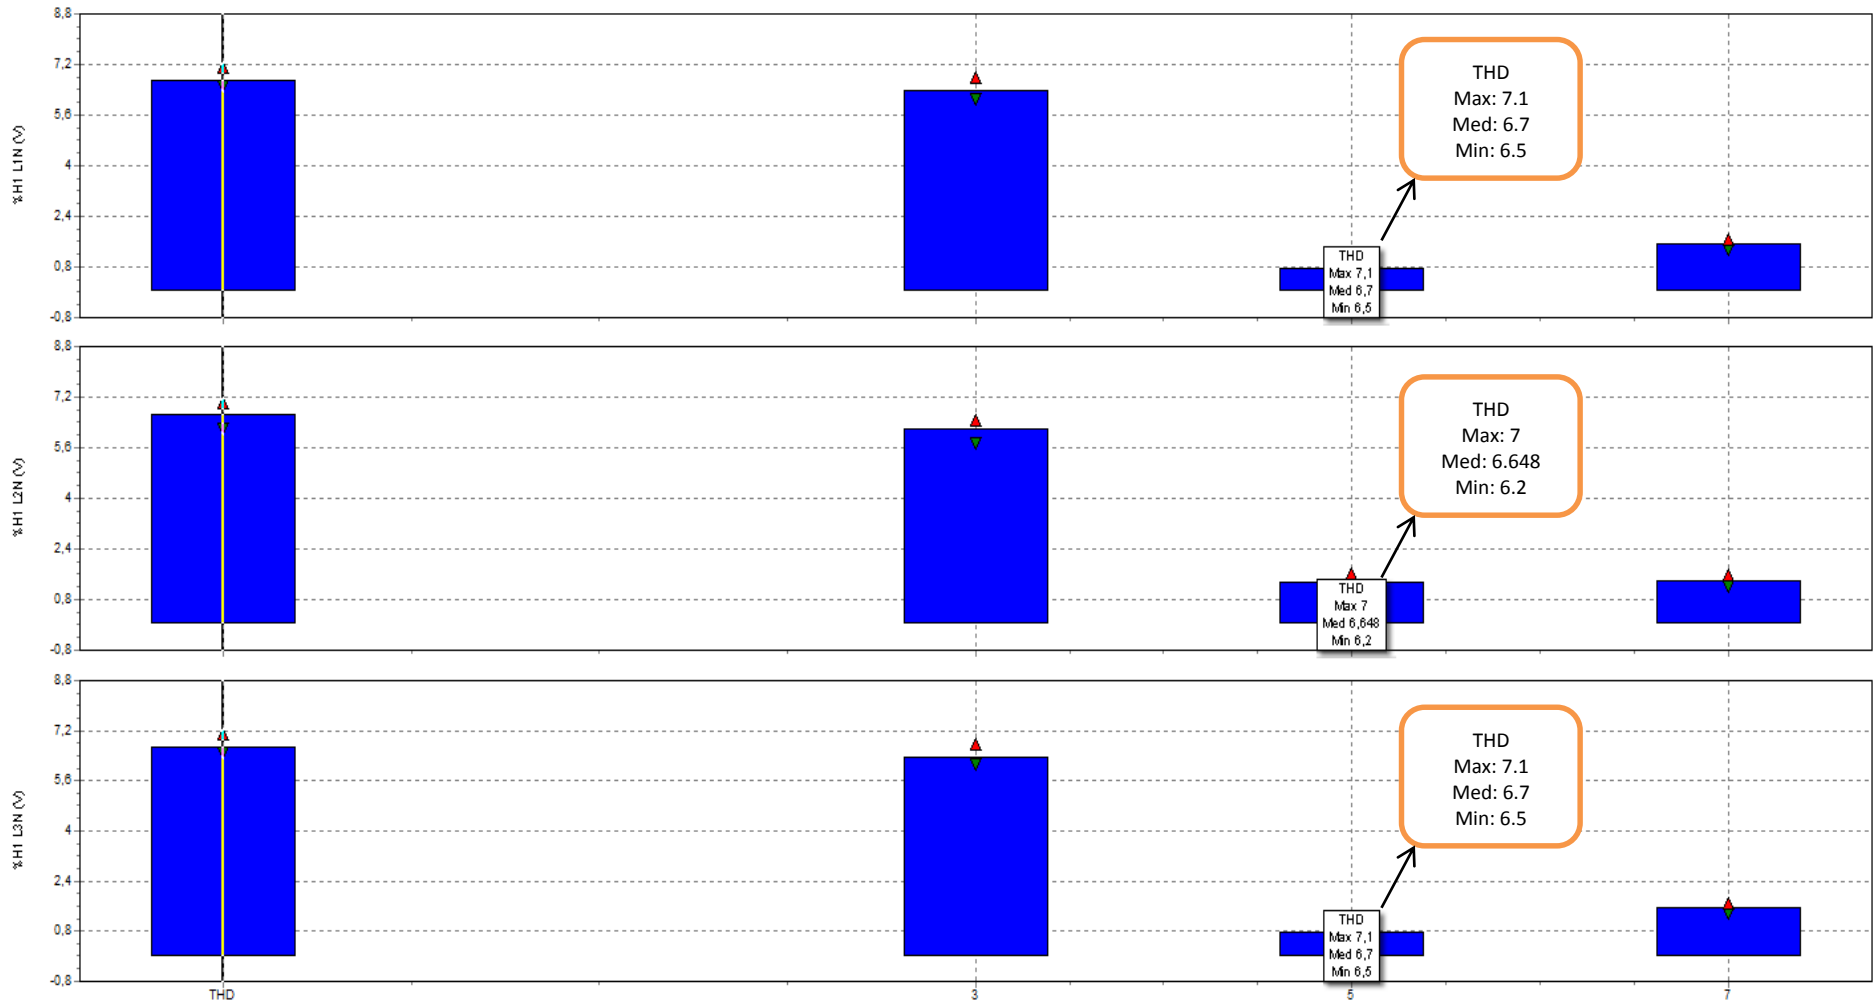 8,8
7,2
5,6
4
2,4
0,8
-0,8
%H1 L1N (V)
THD
Max: 7.1
Med: 6.7
Min: 6.5
THD
Max 7,1
Med 6,7
Min 6,5
8,8
7,2
5,6
4
2,4
0,8
-0,8
%H1 L2N (V)
THD
Max: 7
Med: 6.648
Min: 6.2
THD
Max 7
Med 6,648
Min 6,2
8,8
7,2
5,6
4
2,4
0,8
-0,8
%H1 L3N (V)
THD
Max: 7.1
Med: 6.7
Min: 6.5
THD
Max 7,1
Med 6,7
Min 6,5
THD 3 5 7